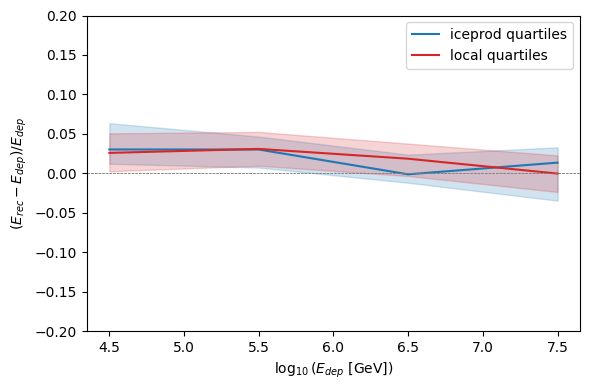 iceprod quartiles
local quartiles
0.20
0.15
0.10
0.05
0.00
−0.05
−0.10
−0.15
−0.20
(E_rec − E_dep)/E_dep
4.5 5.0 5.5 6.0 6.5 7.0 7.5
log₁₀(E_dep [GeV])